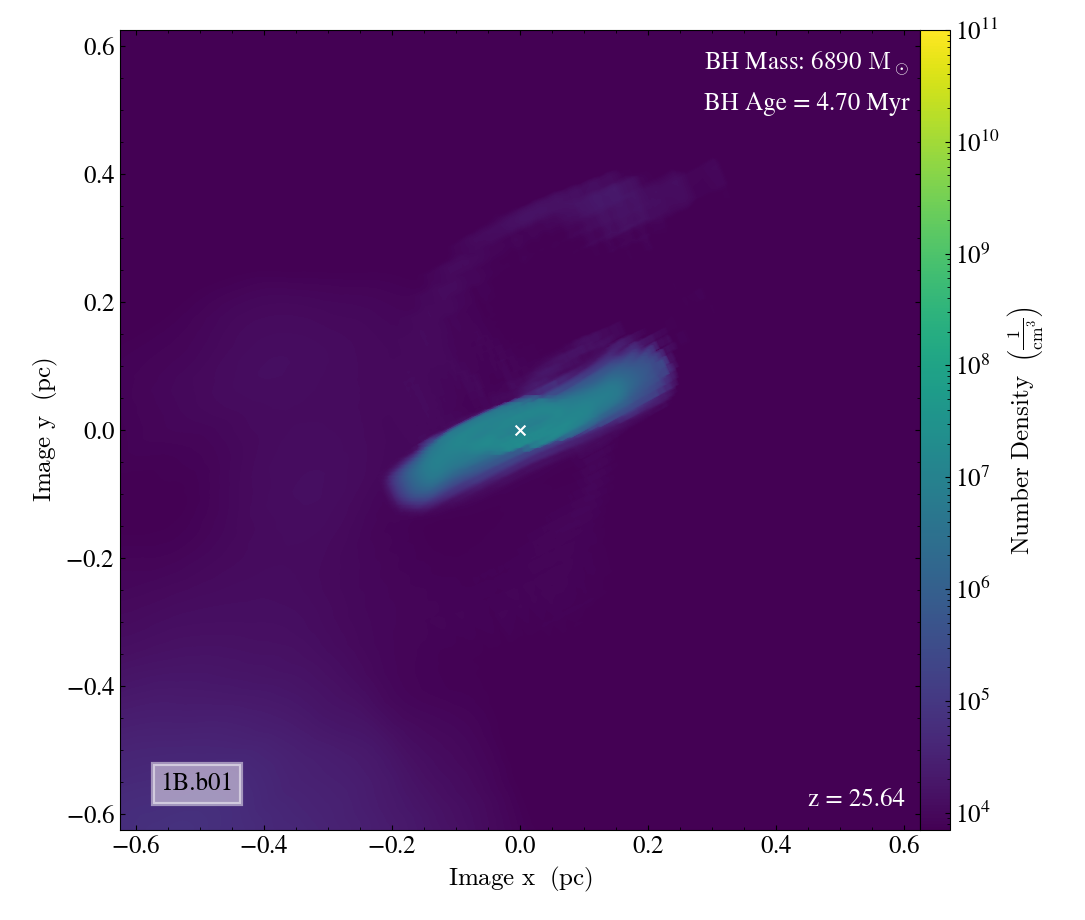 BH Mass: 6890 M⊙
BH Age = 4.70 Myr
1B.b01
z = 25.64
0.6
0.4
0.2
0.0
−0.2
−0.4
−0.6
Image y (pc)
−0.6 −0.4 −0.2 0.0 0.2 0.4 0.6
Image x (pc)
10¹¹
10¹⁰
10⁹
10⁸
10⁷
10⁶
10⁵
10⁴
Number Density (1/cm³)